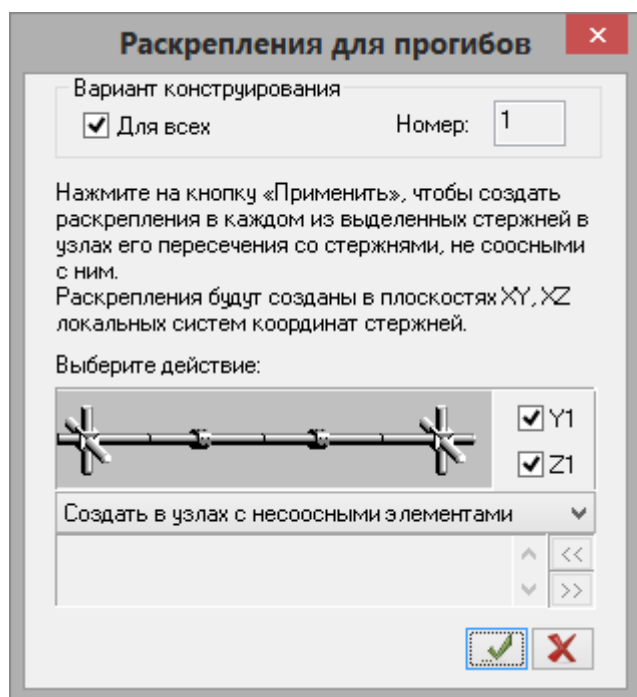 Раскрепления для прогибов
Вариант конструирования
Для всех
Номер: 1
Нажмите на кнопку «Применить», чтобы создать
раскрепления в каждом из выделенных стержней в
узлах его пересечения со стержнями, не соосными
с ним.
Раскрепления будут созданы в плоскостях XY, XZ
локальных систем координат стержней.
Выберите действие:
Y1
Z1
Создать в узлах с несоосными элементами
<<
>>